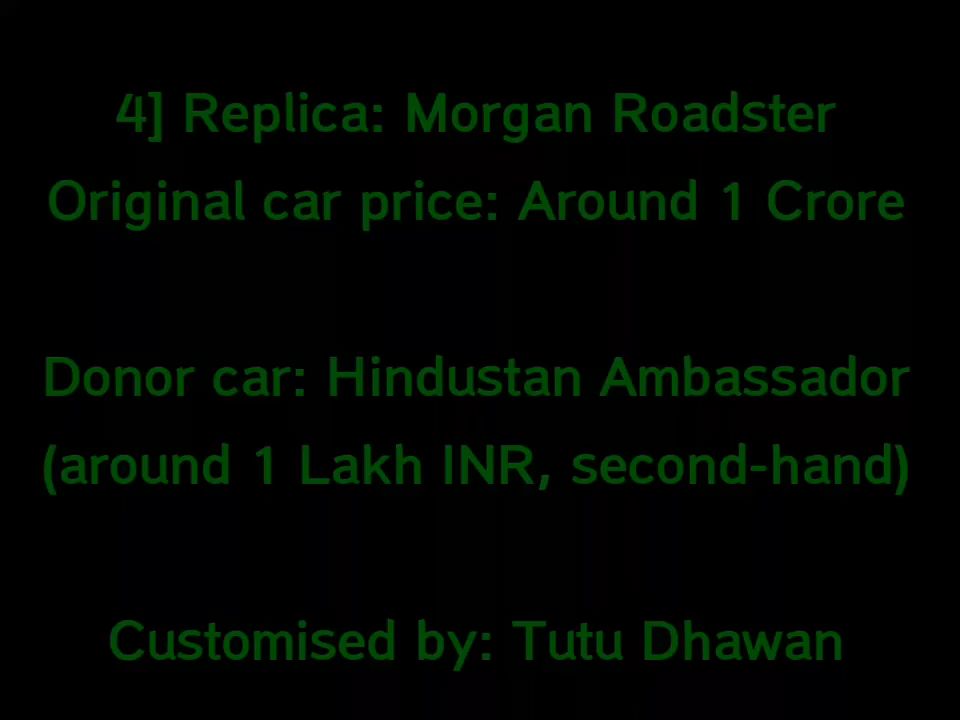 4] Replica: Morgan Roadster
Original car price: Around 1 Crore
Donor car: Hindustan Ambassador
(around 1 Lakh INR, second-hand)
Customised by: Tutu Dhawan